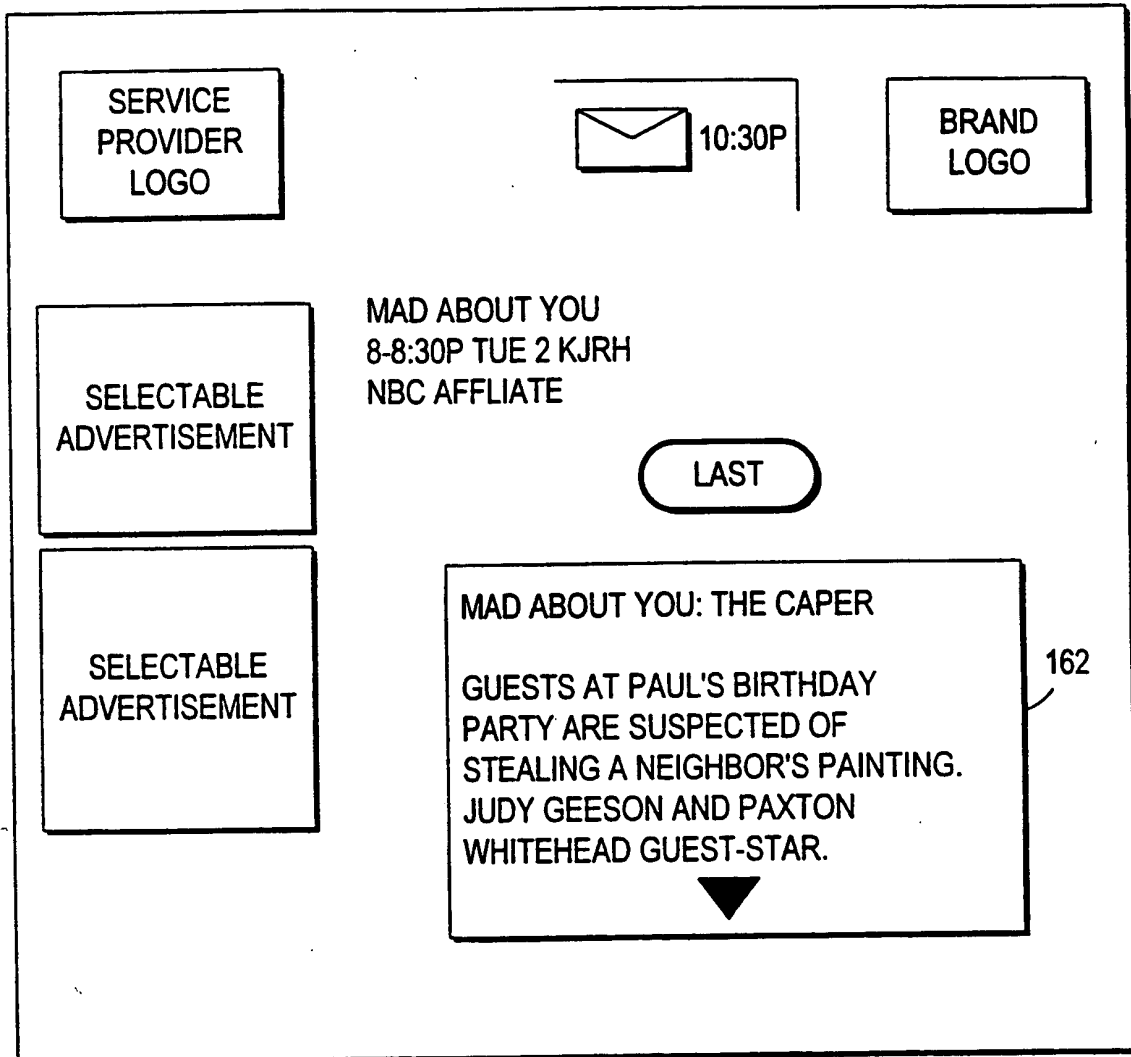 SERVICE
PROVIDER
LOGO
10:30P
BRAND
LOGO
MAD ABOUT YOU
8-8:30P TUE 2 KJRH
NBC AFFLIATE
SELECTABLE
ADVERTISEMENT
LAST
SELECTABLE
ADVERTISEMENT
MAD ABOUT YOU: THE CAPER
GUESTS AT PAUL'S BIRTHDAY
PARTY ARE SUSPECTED OF
STEALING A NEIGHBOR'S PAINTING.
JUDY GEESON AND PAXTON
WHITEHEAD GUEST-STAR.
162